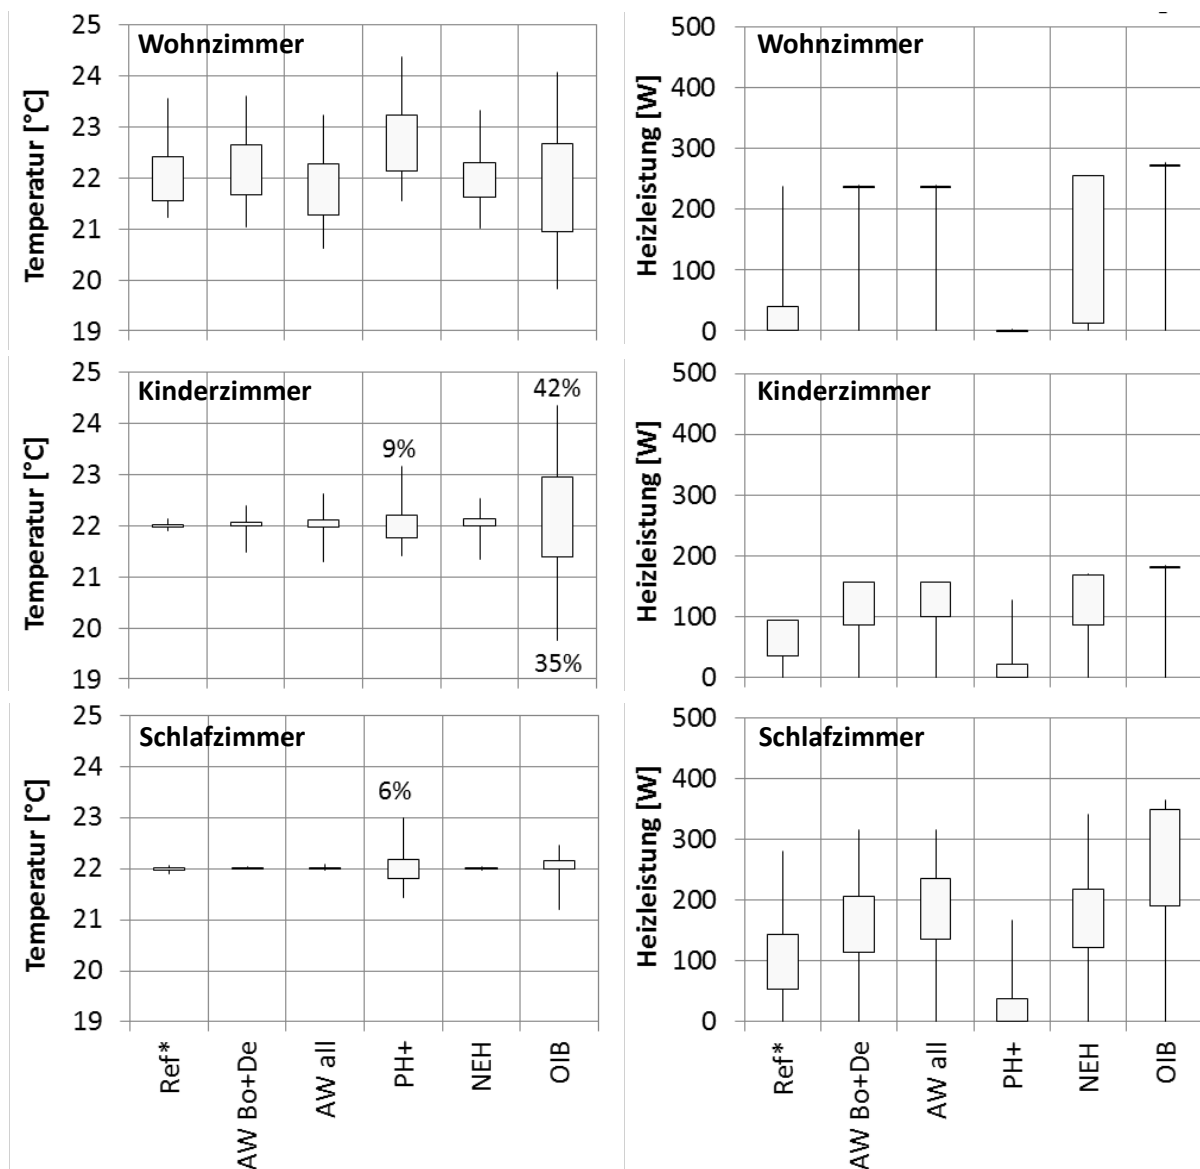 Wohnzimmer
Temperatur [°C]
25
24
23
22
21
20
19
Wohnzimmer
Heizleistung [W]
500
400
300
200
100
0
Kinderzimmer
Temperatur [°C]
25
24
23
22
21
20
19
9%
42%
35%
Kinderzimmer
Heizleistung [W]
500
400
300
200
100
0
Schlafzimmer
Temperatur [°C]
25
24
23
22
21
20
19
6%
Ref*
AW Bo+De
AW all
PH+
NEH
OIB
Schlafzimmer
Heizleistung [W]
500
400
300
200
100
0
Ref*
AW Bo+De
AW all
PH+
NEH
OIB